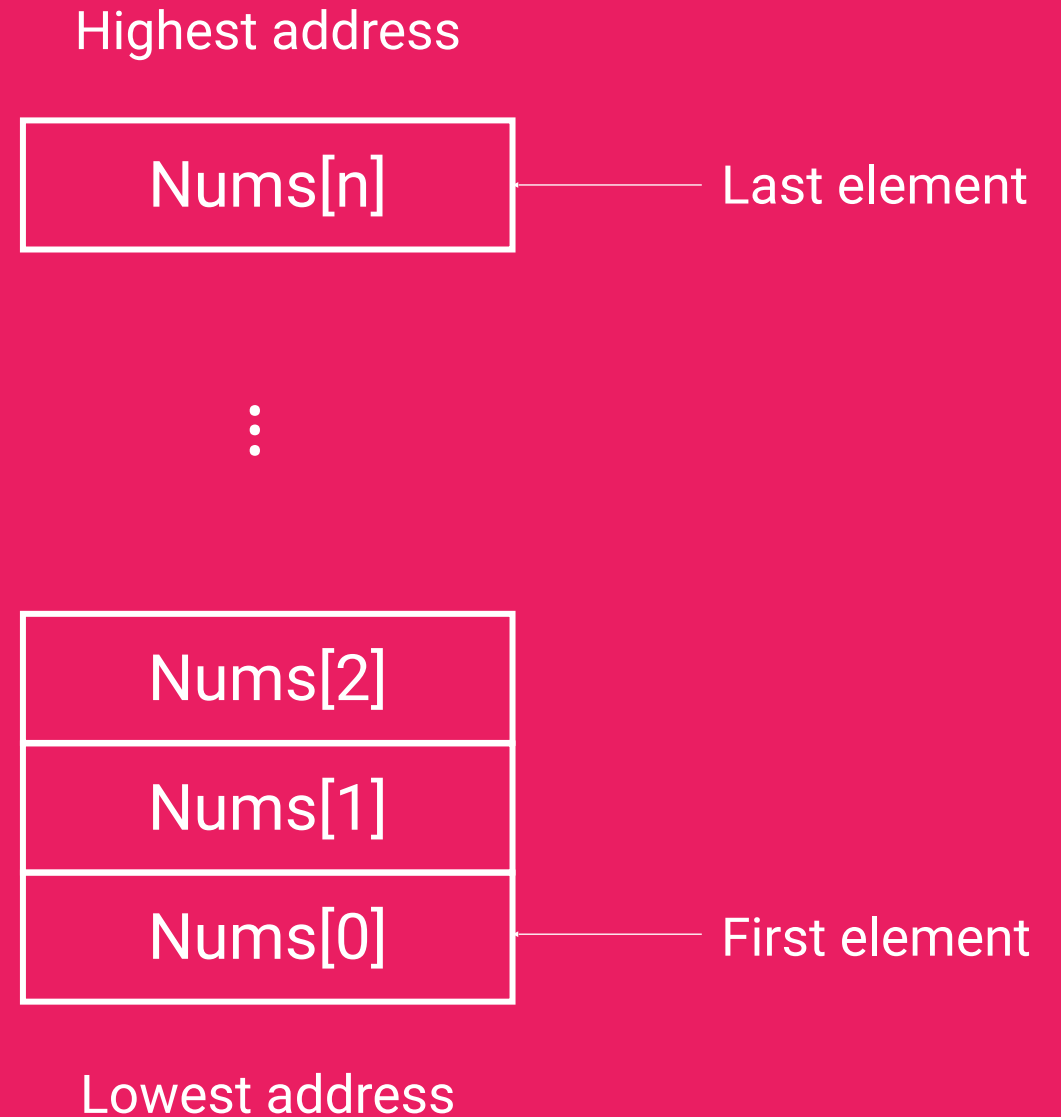 Highest address
Nums[n]
Last element
Nums[2]
Nums[1]
Nums[0]
First element
Lowest address